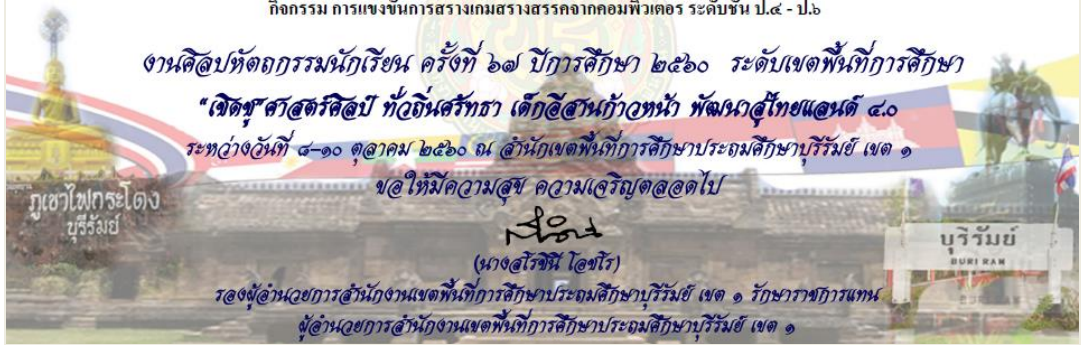 กิจกรรม การแข่งขันการสร้างเกมสร้างสรรค์จากคอมพิวเตอร์ ระดับชั้น ป.๔ - ป.๖
งานศิลปหัตถกรรมนักเรียน ครั้งที่ ๖๗ ปีการศึกษา ๒๕๖๐ ระดับเขตพื้นที่การศึกษา
"เชิดชูศาสตร์ศิลป์ ทั่วถิ่นศรัทธา เด็กอีสานก้าวหน้า พัฒนาสู่ไทยแลนด์ ๔.๐
ระหว่างวันที่ ๘-๑๐ ตุลาคม ๒๕๖๐ ณ สำนักเขตพื้นที่การศึกษาประถมศึกษาบุรีรัมย์ เขต ๑
ขอให้มีความสุข ความเจริญตลอดไป
ภูเขาไฟกระโดง
บุรีรัมย์
บุรีรัมย์
BURI RAM
(นางสโรชินี โอชโร)
รองผู้อำนวยการสำนักงานเขตพื้นที่การศึกษาประถมศึกษาบุรีรัมย์ เขต ๑ รักษาราชการแทน
ผู้อำนวยการสำนักงานเขตพื้นที่การศึกษาประถมศึกษาบุรีรัมย์ เขต ๑